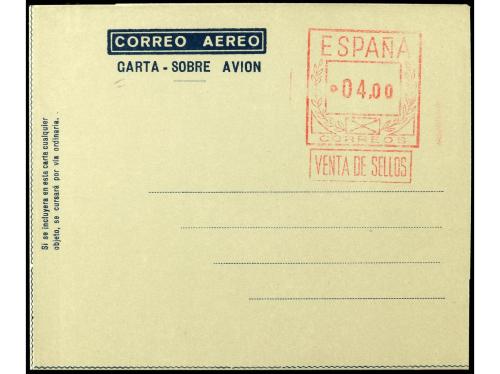 CORREO AEREO
CARTA - SOBRE AVION
ESPAÑA
04,00
CORREOS
VENTA DE SELLOS
Si se incluyera en esta carta cualquier
objeto, se cursará por vía ordinaria.